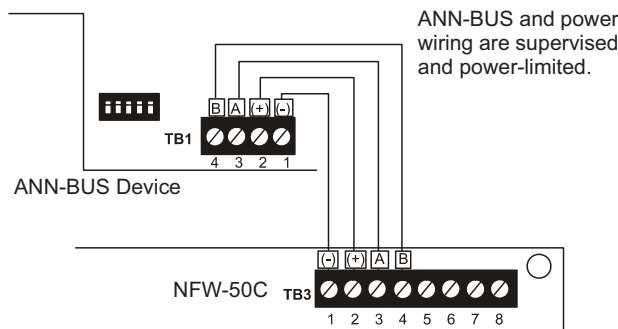 ANN-BUS and power
wiring are supervised
and power-limited.
B A (+) (-)
TB1
4 3 2 1
ANN-BUS Device
(-) (+) A B
NFW-50C TB3
1 2 3 4 5 6 7 8